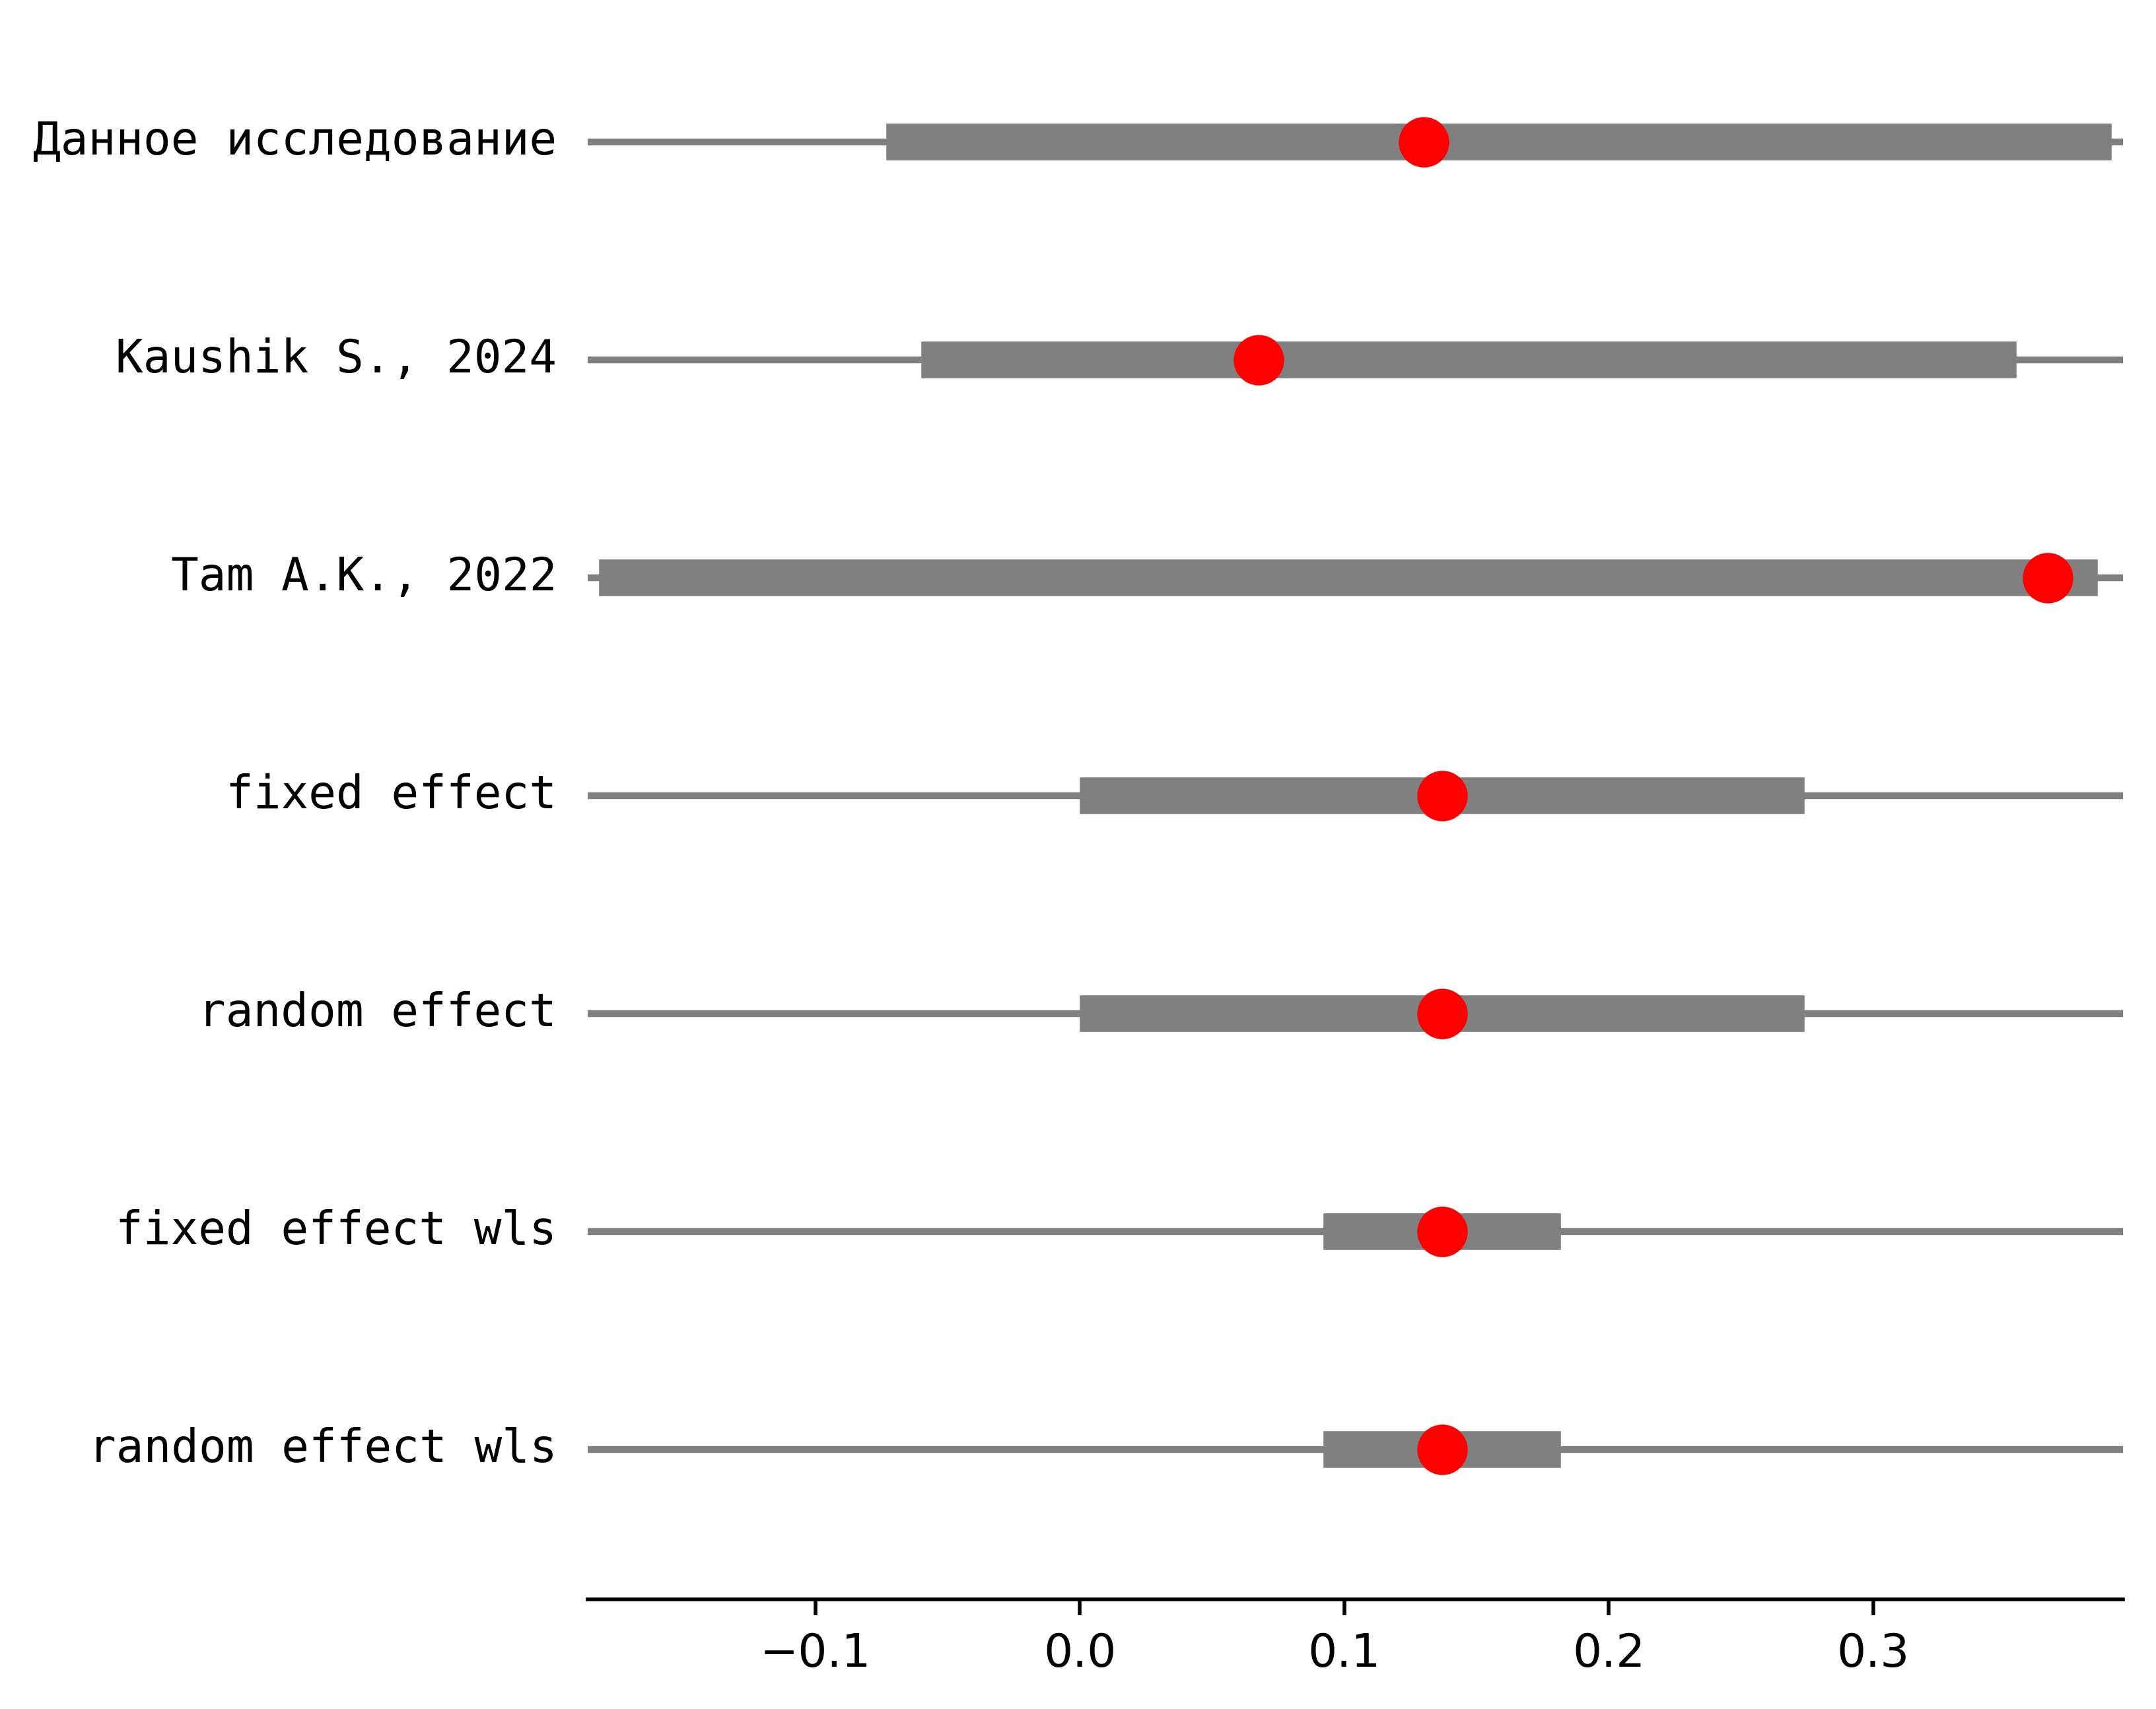 Данное исследование
Kaushik S., 2024
Tam A.K., 2022
fixed effect
random effect
fixed effect wls
random effect wls
−0.1 0.0 0.1 0.2 0.3